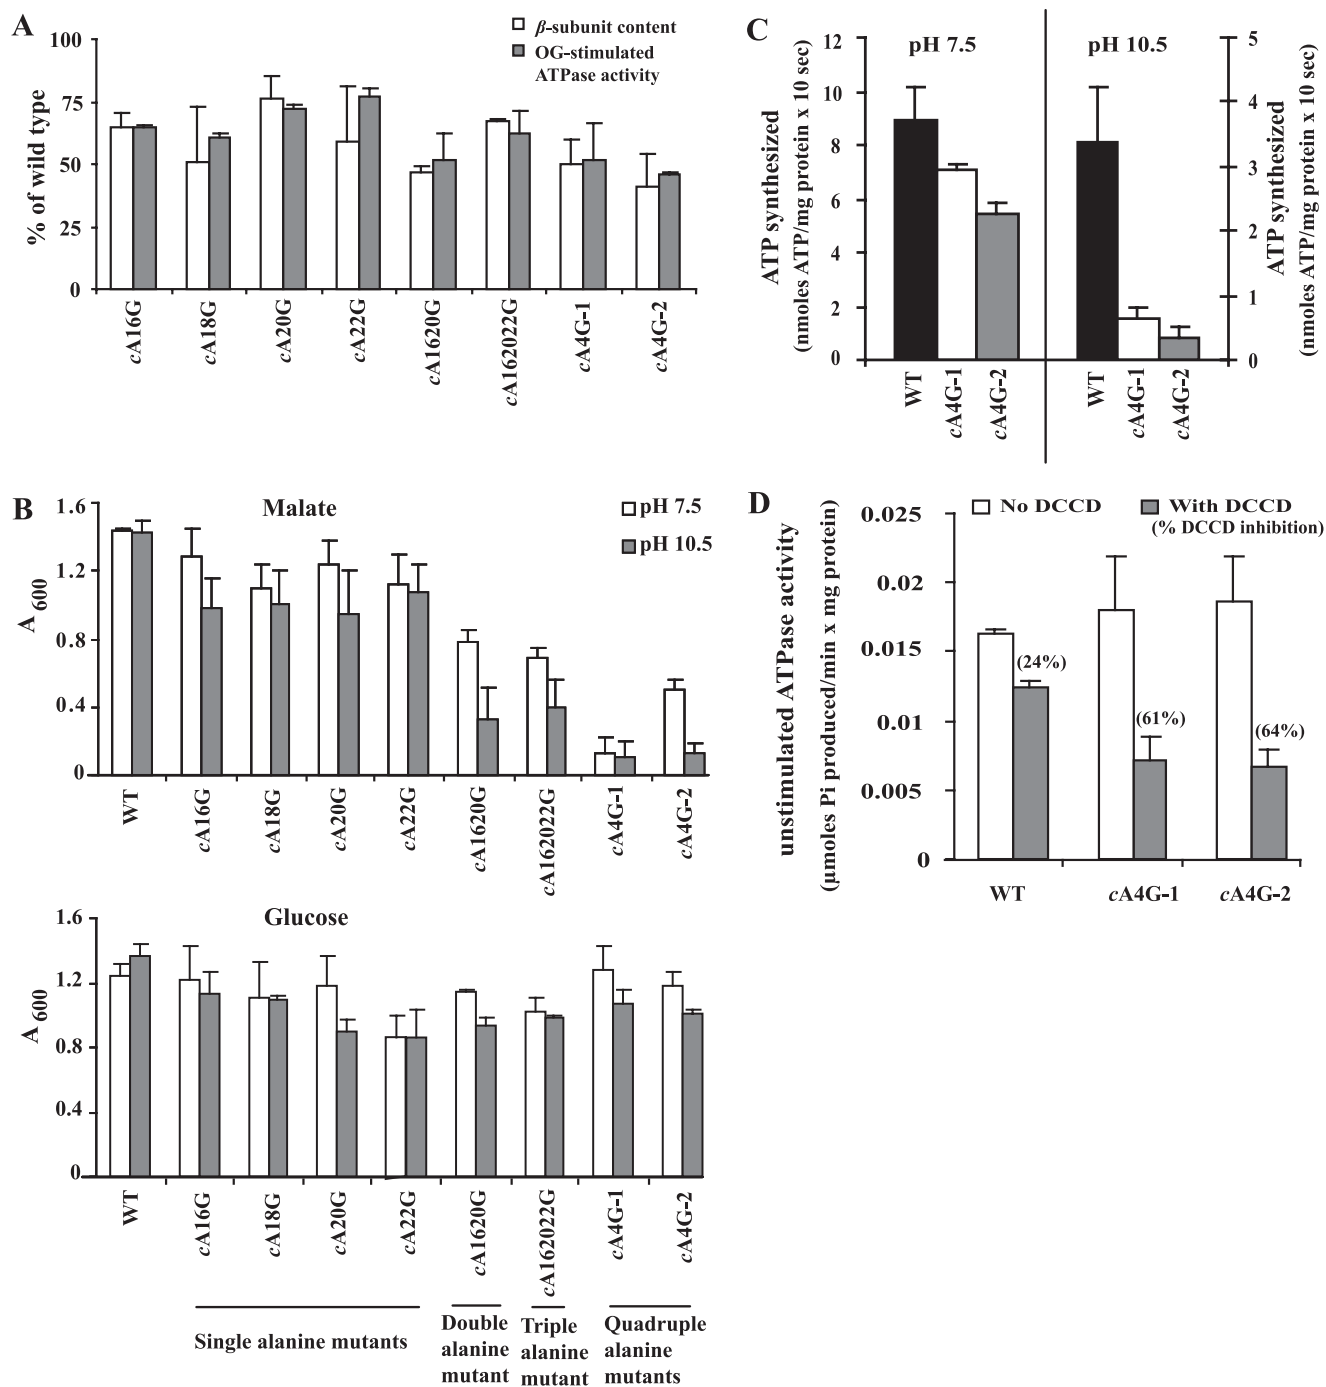 A
β-subunit content
OG-stimulated
ATPase activity
% of wild type
100
75
50
25
0
cA16G
cA18G
cA20G
cA22G
cA1620G
cA162022G
cA4G-1
cA4G-2
B
Malate
pH 7.5
pH 10.5
A600
1.6
1.2
0.8
0.4
0
WT
cA16G
cA18G
cA20G
cA22G
cA1620G
cA162022G
cA4G-1
cA4G-2
Glucose
A600
1.6
1.2
0.8
0.4
0
WT
cA16G
cA18G
cA20G
cA22G
cA1620G
cA162022G
cA4G-1
cA4G-2
Single alanine mutants
Double
alanine
mutant
Triple
alanine
mutant
Quadruple
alanine
mutants
C
pH 7.5
pH 10.5
ATP synthesized
(nmoles ATP/mg protein x 10 sec)
12
10
8
6
4
2
0
WT
cA4G-1
cA4G-2
WT
cA4G-1
cA4G-2
5
4
3
2
1
0
ATP synthesized
(nmoles ATP/mg protein x 10 sec)
D
No DCCD
With DCCD
(% DCCD inhibition)
unstimulated ATPase activity
(µmoles Pi produced/min x mg protein)
0.025
0.02
0.015
0.01
0.005
0
(24%)
(61%)
(64%)
WT
cA4G-1
cA4G-2